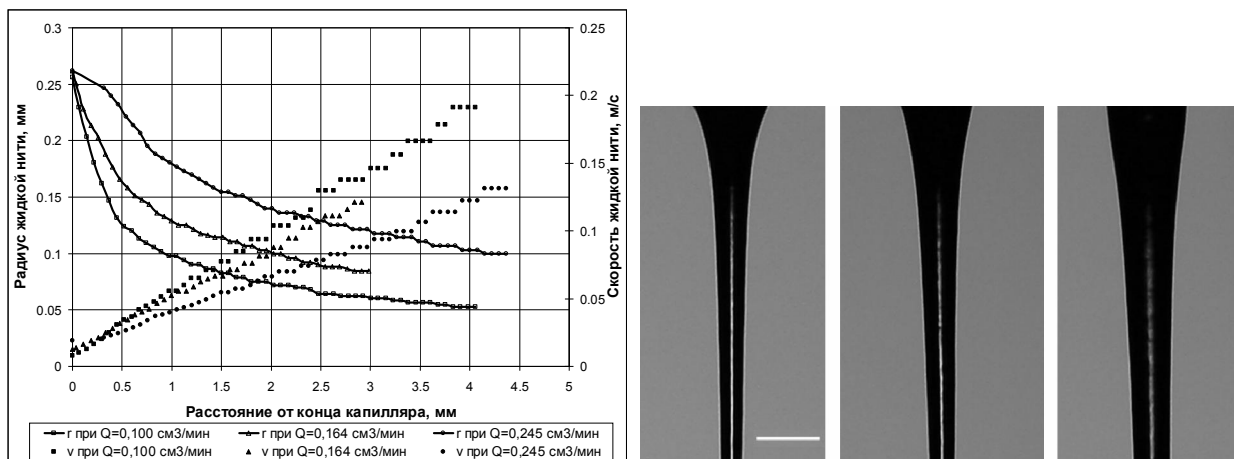 0.3
0.25
0.2
0.15
0.1
0.05
0
Радиус жидкой нити, мм
0.25
0.2
0.15
0.1
0.05
0
Скорость жидкой нити, м/с
0 0.5 1 1.5 2 2.5 3 3.5 4 4.5 5
Расстояние от конца капилляра, мм
r при Q=0,100 см3/мин r при Q=0,164 см3/мин r при Q=0,245 см3/мин
v при Q=0,100 см3/мин v при Q=0,164 см3/мин v при Q=0,245 см3/мин